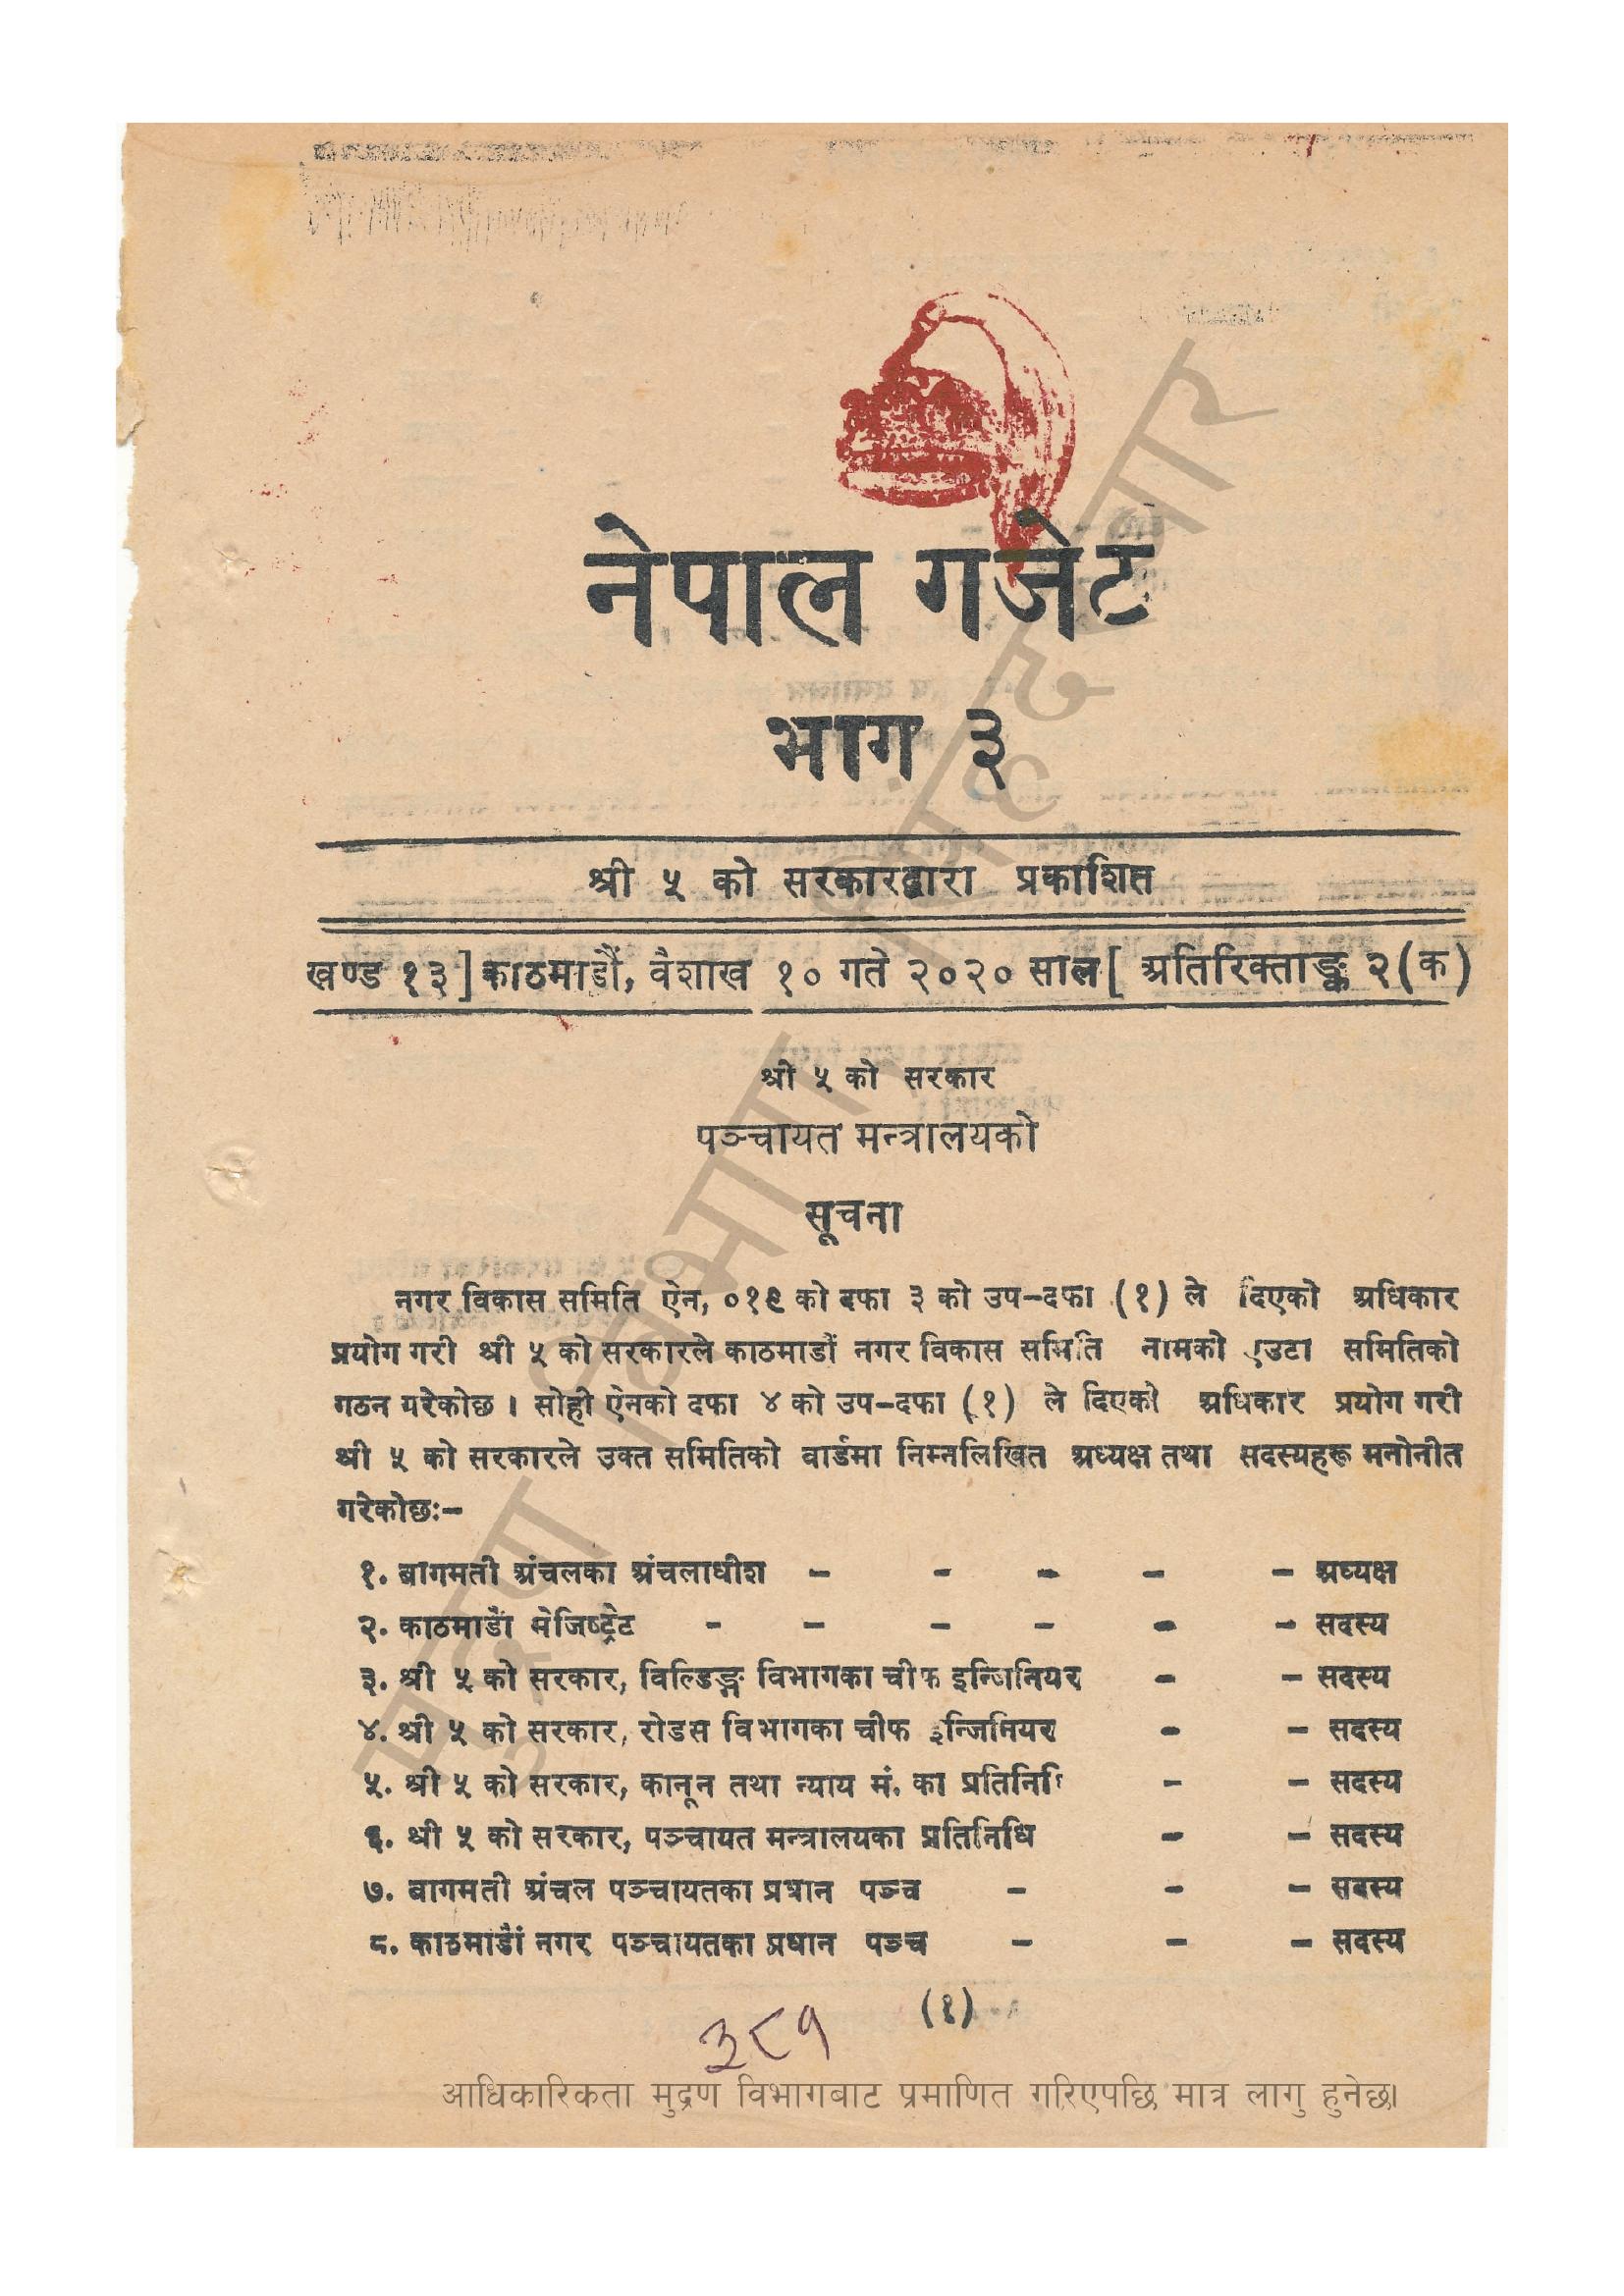 नेपाल गजेट
भाग ३
श्री ५ को सरकारद्वारा प्रकाशित
खण्ड १३] काठमाडौं, वैशाख १० गते २०२० साल [ अतिरिक्ताङ्क २(क)
श्री ५ को सरकार
पञ्चायत मन्त्रालयको
सूचना
नगर विकास समिति ऐन, ०१९ को दफा ३ को उप-दफा (१) ले दिएको अधिकार
प्रयोग गरी श्री ५ को सरकारले काठमाडौं नगर विकास समिति नामको एउटा समितिको
गठन गरेकोछ । सोही ऐनको दफा ४ को उप-दफा (१) ले दिएको अधिकार प्रयोग गरी
श्री ५ को सरकारले उक्त समितिको वार्डमा निम्नलिखित अध्यक्ष तथा सदस्यहरू मनोनीत
गरेकोछः-
१. बागमती अंचलका अंचलाधीश - - - - - अध्यक्ष
२. काठमाडौं मेजिष्ट्रेट - - - - - - सदस्य
३. श्री ५ को सरकार, विल्डिङ्ग विभागका चीफ इन्जिनियर - - सदस्य
४. श्री ५ को सरकार, रोडस विभागका चीफ इन्जिनियर - - सदस्य
५. श्री ५ को सरकार, कानून तथा न्याय मं. का प्रतिनिधि - - सदस्य
६. श्री ५ को सरकार, पञ्चायत मन्त्रालयका प्रतिनिधि - - सदस्य
७. बागमती अंचल पञ्चायतका प्रधान पञ्च - - - सदस्य
८. काठमाडौं नगर पञ्चायतका प्रधान पञ्च - - - सदस्य
(१)
३८१
आधिकारिकता मुद्रण विभागबाट प्रमाणित गरिएपछि मात्र लागु हुनेछ।
मुद्रण विभाग, सिंहदरबार